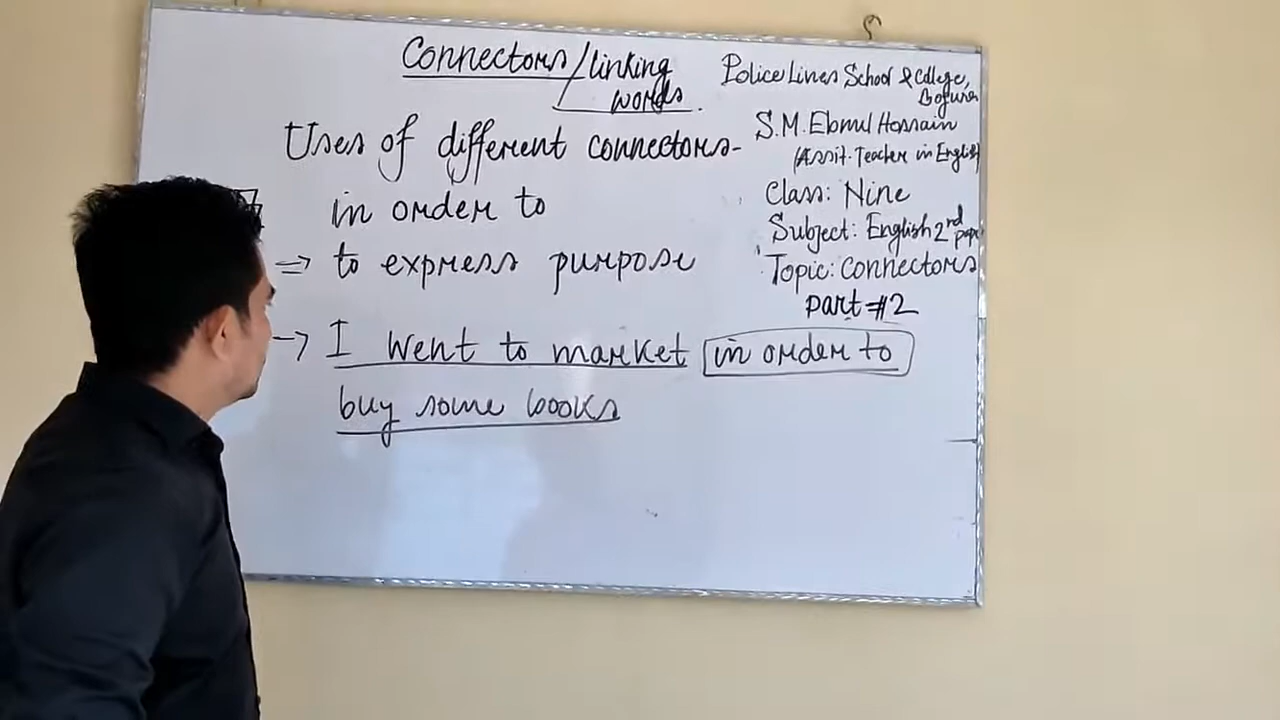 Connectors/linking
words.
Uses of different connectors-
in order to
⇒ to express purpose
→ I went to market in order to
buy some books
Police Lines School & College,
Bogura
S.M. Ebnul Hossain
(Assit. Teacher in English)
Class: Nine
Subject: English 2nd paper
Topic: Connectors
part #2